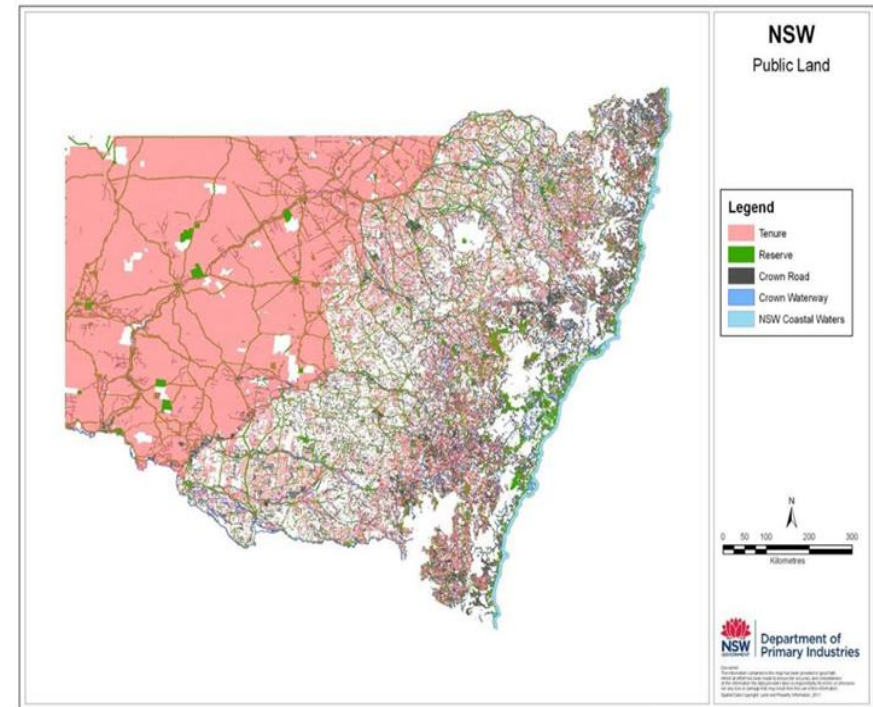 NSW
Public Land
Legend
Tenure
Reserve
Crown Road
Crown Waterway
NSW Coastal Waters
N
0 50 100 200 300
Kilometres
NSW
GOVERNMENT
Department of
Primary Industries